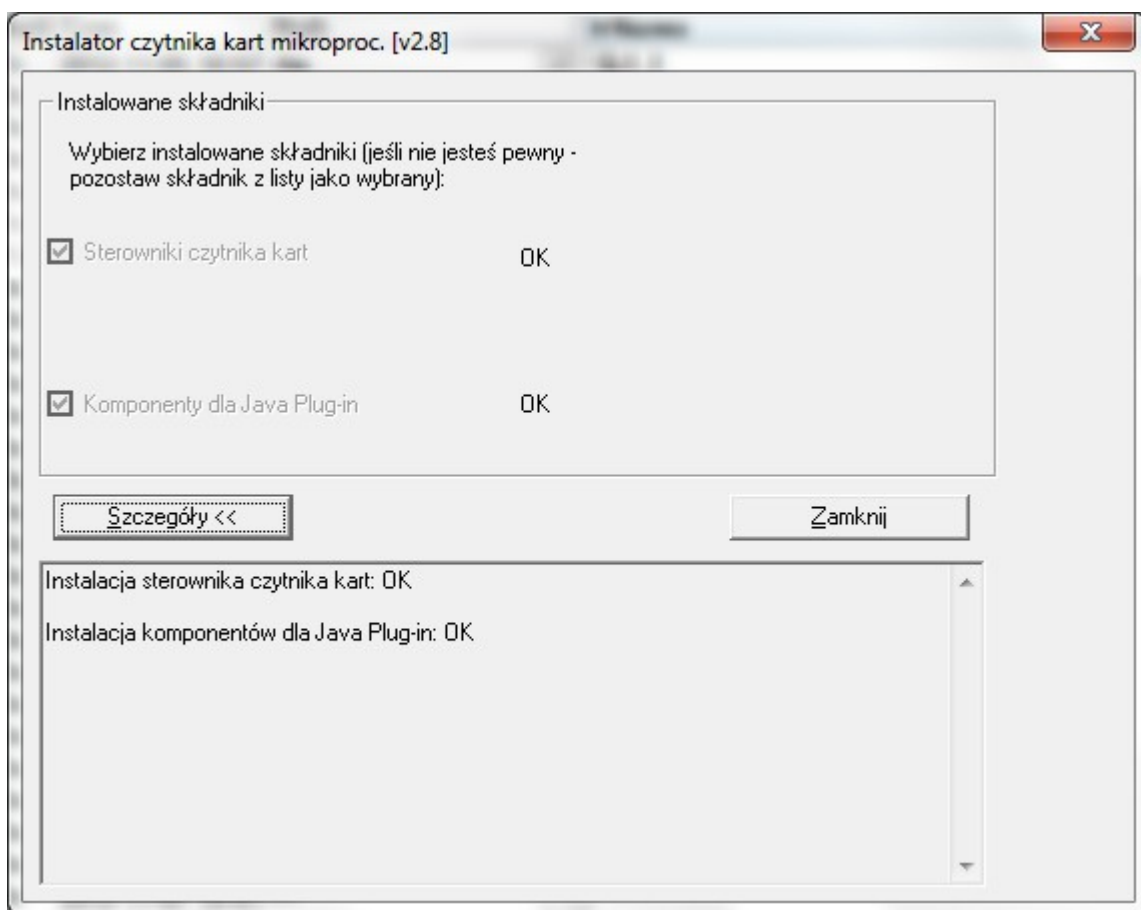 Instalator czytnika kart mikroproc. [v2.8]
Instalowane składniki
Wybierz instalowane składniki (jeśli nie jesteś pewny -
pozostaw składnik z listy jako wybrany):
Sterowniki czytnika kart OK
Komponenty dla Java Plug-in OK
Szczegóły << Zamknij
Instalacja sterownika czytnika kart: OK
Instalacja komponentów dla Java Plug-in: OK